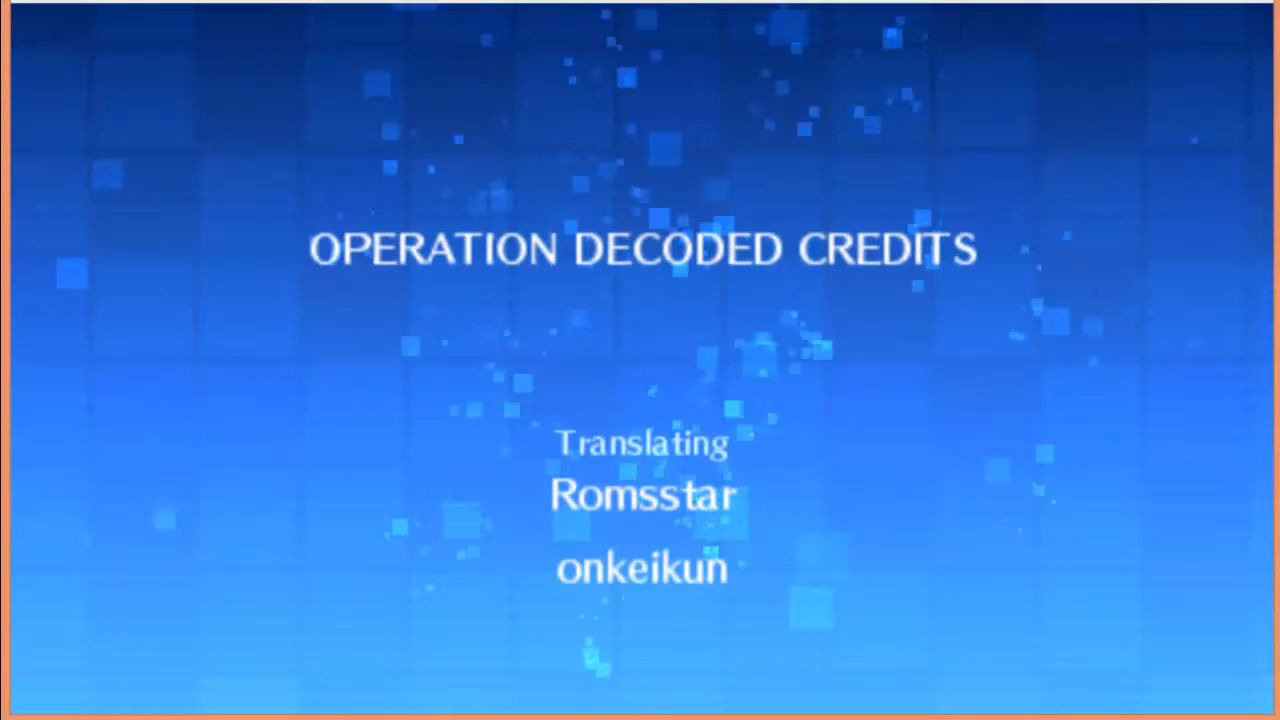 OPERATION DECODED CREDITS
Translating
Romsstar
onkeikun